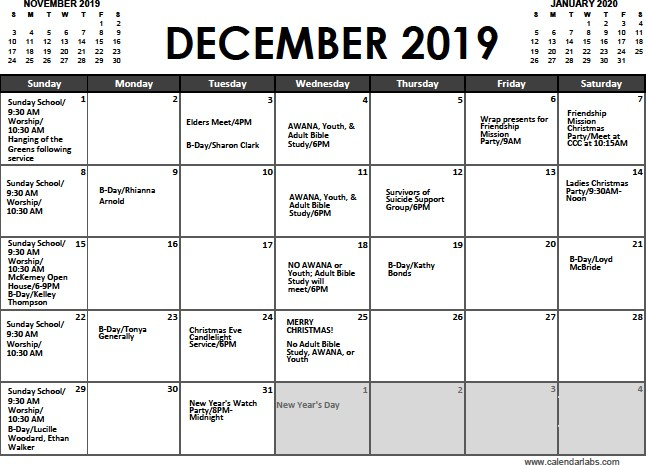 NOVEMBER 2019
S M T W T F S
1 2
3 4 5 6 7 8 9
10 11 12 13 14 15 16
17 18 19 20 21 22 23
24 25 26 27 28 29 30
DECEMBER 2019
JANUARY 2020
S M T W T F S
1 2 3 4
5 6 7 8 9 10 11
12 13 14 15 16 17 18
19 20 21 22 23 24 25
26 27 28 29 30 31
Sunday Monday Tuesday Wednesday Thursday Friday Saturday
Sunday School/ 1
9:30 AM
Worship/
10:30 AM
Hanging of the
Greens following
service
2
3
Elders Meet/4PM
B-Day/Sharon Clark
4
AWANA, Youth, &
Adult Bible
Study/6PM
5
6
Wrap presents for
Friendship
Mission
Party/9AM
7
Friendship
Mission
Christmas
Party/Meet at
CCC at 10:15AM
8
Sunday School/
9:30 AM
Worship/
10:30 AM
9
B-Day/Rhianna
Arnold
10
11
AWANA, Youth, &
Adult Bible
Study/6PM
12
Survivors of
Suicide Support
Group/6PM
13
14
Ladies Christmas
Party/9:30AM-
Noon
Sunday School/ 15
9:30 AM
Worship/
10:30 AM
McKemey Open
House/6-9PM
B-Day/Kelley
Thompson
16
17
18
NO AWANA or
Youth; Adult Bible
Study will
meet/6PM
19
B-Day/Kathy
Bonds
20
21
B-Day/Loyd
McBride
22
Sunday School/
9:30 AM
Worship/
10:30 AM
23
B-Day/Tonya
Generally
24
Christmas Eve
Candlelight
Service/6PM
25
MERRY
CHRISTMAS!
No Adult Bible
Study, AWANA, or
Youth
26
27
28
Sunday School/ 29
9:30 AM
Worship/
10:30 AM
B-Day/Lucille
Woodard, Ethan
Walker
30
31
New Year's Watch
Party/8PM-
Midnight
1
New Year's Day
2
3
4
www.calendarlabs.com